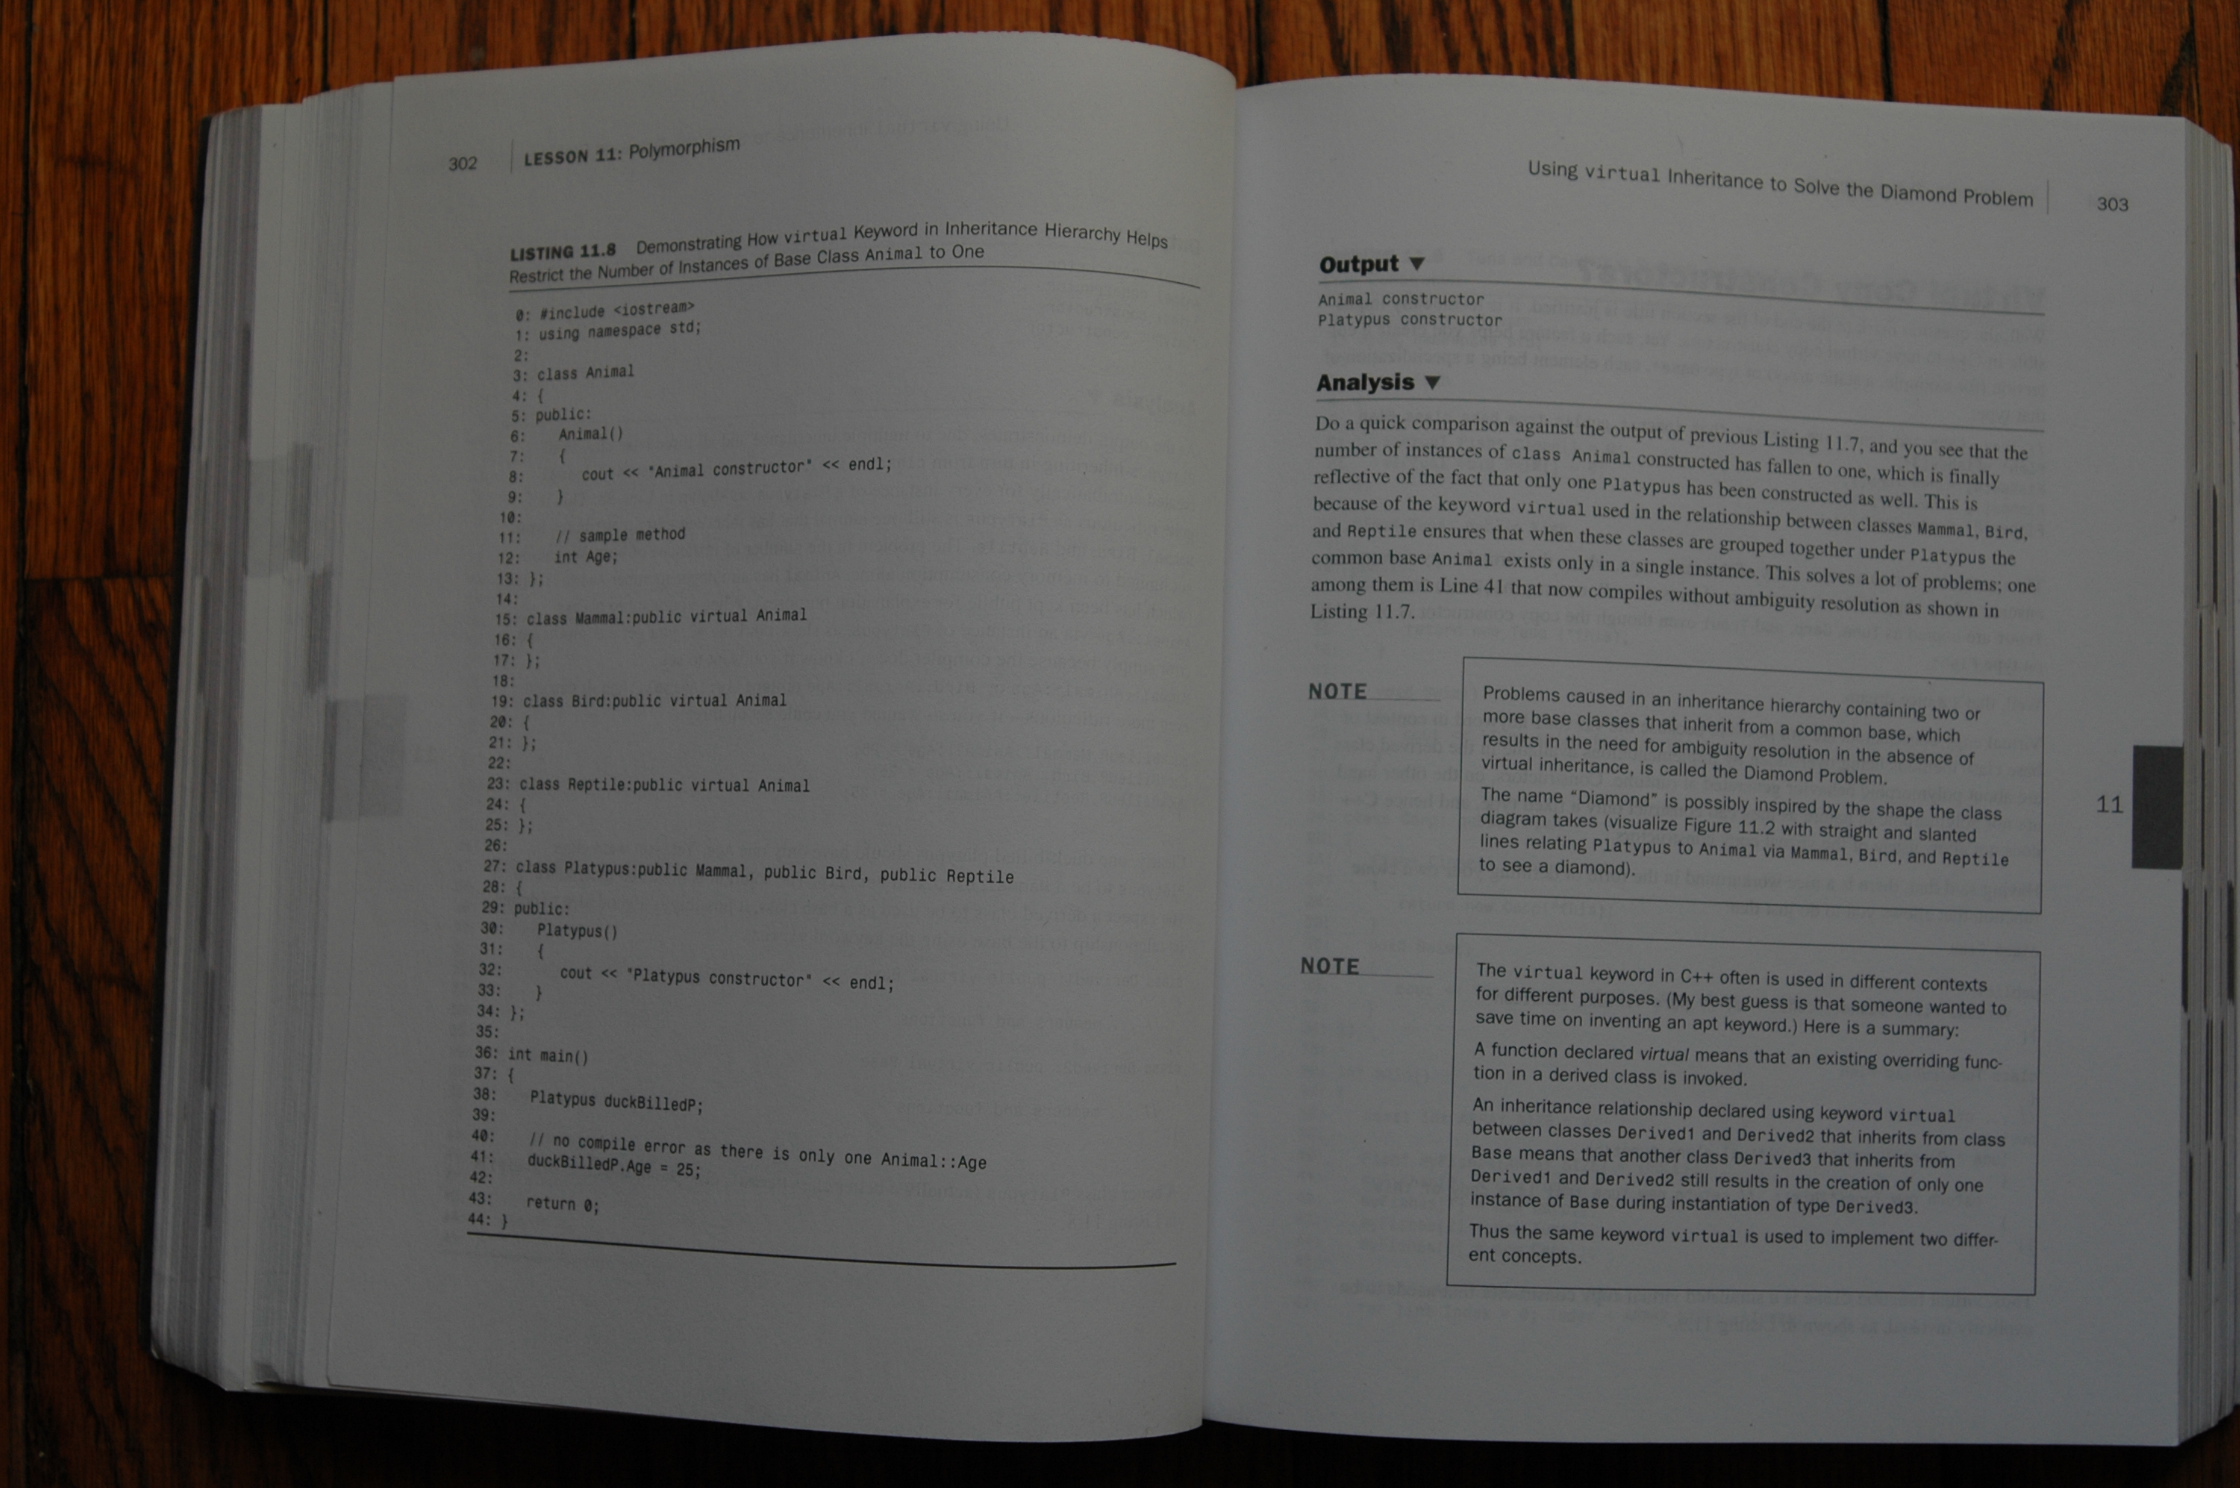 302 LESSON 11: Polymorphism
LISTING 11.8 Demonstrating How virtual Keyword in Inheritance Hierarchy Helps
Restrict the Number of Instances of Base Class Animal to One
0: #include <iostream>
1: using namespace std;
2:
3: class Animal
4: {
5: public:
6:    Animal()
7:    {
8:       cout << "Animal constructor" << endl;
9:    }
10:
11:    // sample method
12:    int Age;
13: };
14:
15: class Mammal:public virtual Animal
16: {
17: };
18:
19: class Bird:public virtual Animal
20: {
21: };
22:
23: class Reptile:public virtual Animal
24: {
25: };
26:
27: class Platypus:public Mammal, public Bird, public Reptile
28: {
29: public:
30:    Platypus()
31:    {
32:       cout << "Platypus constructor" << endl;
33:    }
34: };
35:
36: int main()
37: {
38:    Platypus duckBilledP;
39:
40:    // no compile error as there is only one Animal::Age
41:    duckBilledP.Age = 25;
42:
43:    return 0;
44: }
Using virtual Inheritance to Solve the Diamond Problem 303
Output ▼
Animal constructor
Platypus constructor
Analysis ▼
Do a quick comparison against the output of previous Listing 11.7, and you see that the
number of instances of class Animal constructed has fallen to one, which is finally
reflective of the fact that only one Platypus has been constructed as well. This is
because of the keyword virtual used in the relationship between classes Mammal, Bird,
and Reptile ensures that when these classes are grouped together under Platypus the
common base Animal exists only in a single instance. This solves a lot of problems; one
among them is Line 41 that now compiles without ambiguity resolution as shown in
Listing 11.7.
NOTE
Problems caused in an inheritance hierarchy containing two or
more base classes that inherit from a common base, which
results in the need for ambiguity resolution in the absence of
virtual inheritance, is called the Diamond Problem.
The name “Diamond” is possibly inspired by the shape the class
diagram takes (visualize Figure 11.2 with straight and slanted
lines relating Platypus to Animal via Mammal, Bird, and Reptile
to see a diamond).
11
NOTE
The virtual keyword in C++ often is used in different contexts
for different purposes. (My best guess is that someone wanted to
save time on inventing an apt keyword.) Here is a summary:
A function declared virtual means that an existing overriding func-
tion in a derived class is invoked.
An inheritance relationship declared using keyword virtual
between classes Derived1 and Derived2 that inherits from class
Base means that another class Derived3 that inherits from
Derived1 and Derived2 still results in the creation of only one
instance of Base during instantiation of type Derived3.
Thus the same keyword virtual is used to implement two differ-
ent concepts.